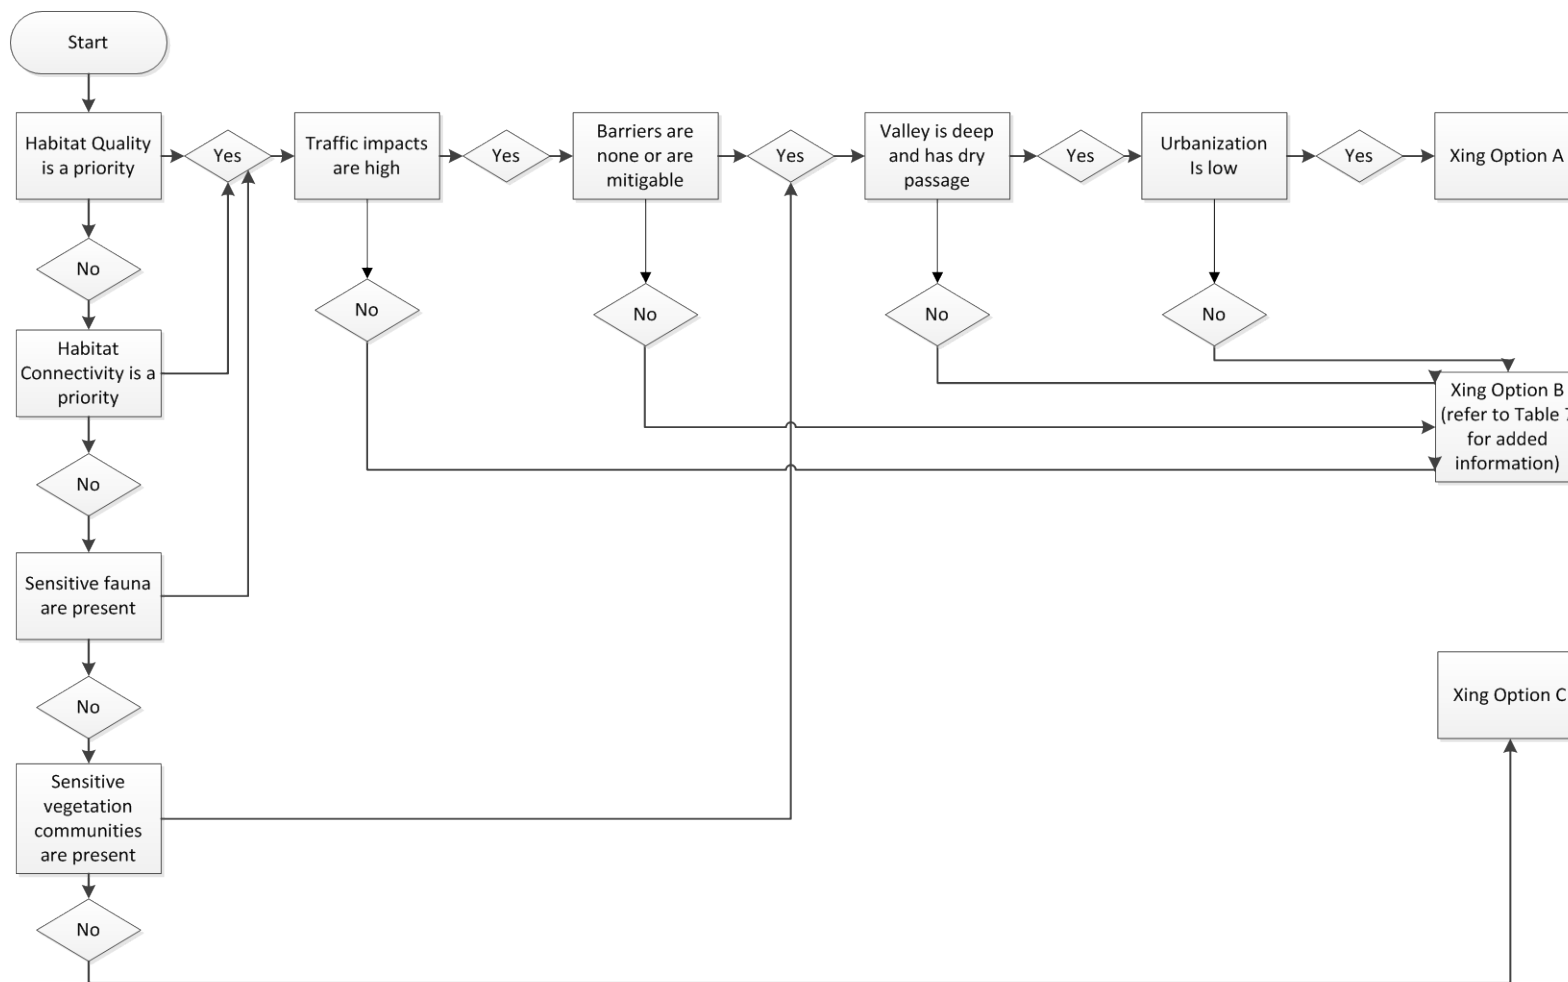 Start
Habitat Quality
is a priority
Yes
Traffic impacts
are high
Yes
Barriers are
none or are
mitigable
Yes
Valley is deep
and has dry
passage
Yes
Urbanization
Is low
Yes
Xing Option A
No
No
No
No
No
Habitat
Connectivity is a
priority
Xing Option B
(refer to Table 7
for added
information)
No
Sensitive fauna
are present
No
Xing Option C
Sensitive
vegetation
communities
are present
No